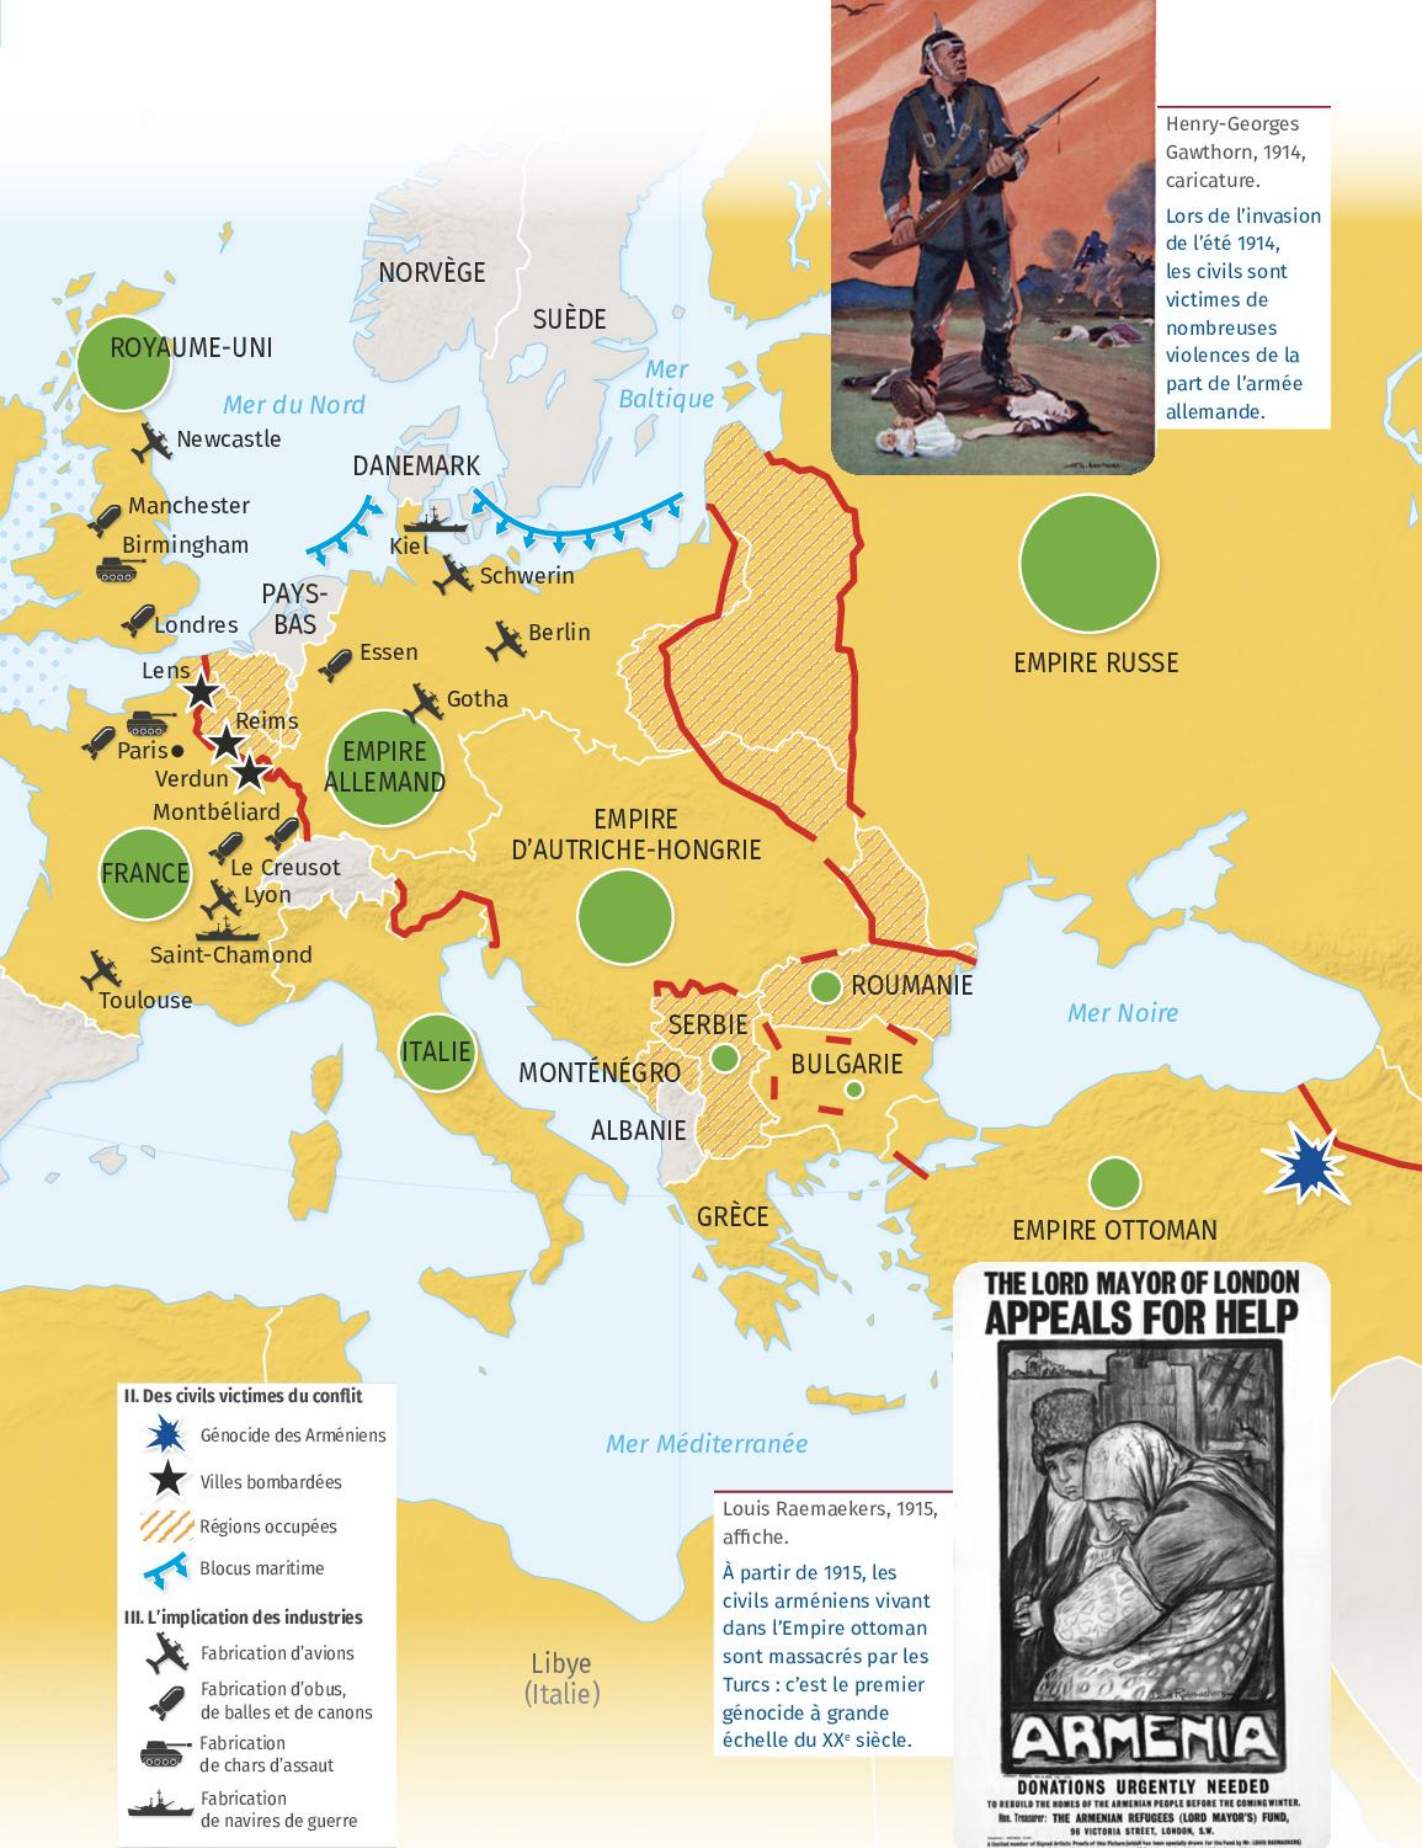 Henry-Georges
Gawthorn, 1914,
caricature.
Lors de l'invasion
de l'été 1914,
les civils sont
victimes de
nombreuses
violences de la
part de l'armée
allemande.
NORVÈGE
SUÈDE
ROYAUME-UNI
Mer
Baltique
Mer du Nord
Newcastle
DANEMARK
Manchester
Birmingham
Kiel
Schwerin
PAYS-
BAS
Londres
Berlin
Essen
Lens
EMPIRE RUSSE
Gotha
Reims
Paris
EMPIRE
ALLEMAND
Verdun
Montbéliard
EMPIRE
D'AUTRICHE-HONGRIE
FRANCE
Le Creusot
Lyon
Saint-Chamond
Toulouse
ROUMANIE
Mer Noire
SERBIE
ITALIE
BULGARIE
MONTÉNÉGRO
ALBANIE
GRÈCE
EMPIRE OTTOMAN
THE LORD MAYOR OF LONDON
APPEALS FOR HELP
ARMENIA
DONATIONS URGENTLY NEEDED
TO REBUILD THE HOMES OF THE ARMENIAN PEOPLE BEFORE THE COMING WINTER.
Hon. Treasurer: THE ARMENIAN REFUGEES (LORD MAYOR'S) FUND,
96 VICTORIA STREET, LONDON, S.W.
II. Des civils victimes du conflit
Génocide des Arméniens
Villes bombardées
Régions occupées
Blocus maritime
III. L'implication des industries
Fabrication d'avions
Fabrication d'obus,
de balles et de canons
Fabrication
de chars d'assaut
Fabrication
de navires de guerre
Mer Méditerranée
Louis Raemaekers, 1915,
affiche.
À partir de 1915, les
civils arméniens vivant
dans l'Empire ottoman
sont massacrés par les
Turcs : c'est le premier
génocide à grande
échelle du XXe siècle.
Libye
(Italie)